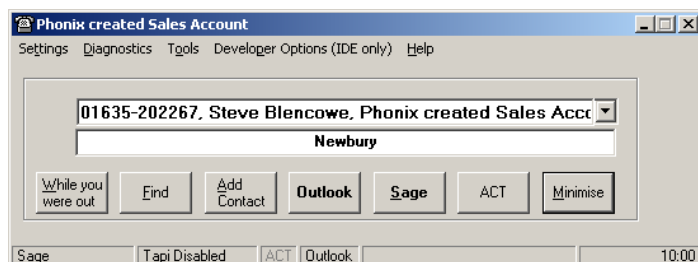 Phonix created Sales Account
Settings Diagnostics Tools Developer Options (IDE only) Help
01635-202267, Steve Blencowe, Phonix created Sales Acco
Newbury
While you were out
Find
Add Contact
Outlook
Sage
ACT
Minimise
Sage Tapi Disabled ACT Outlook 10:00